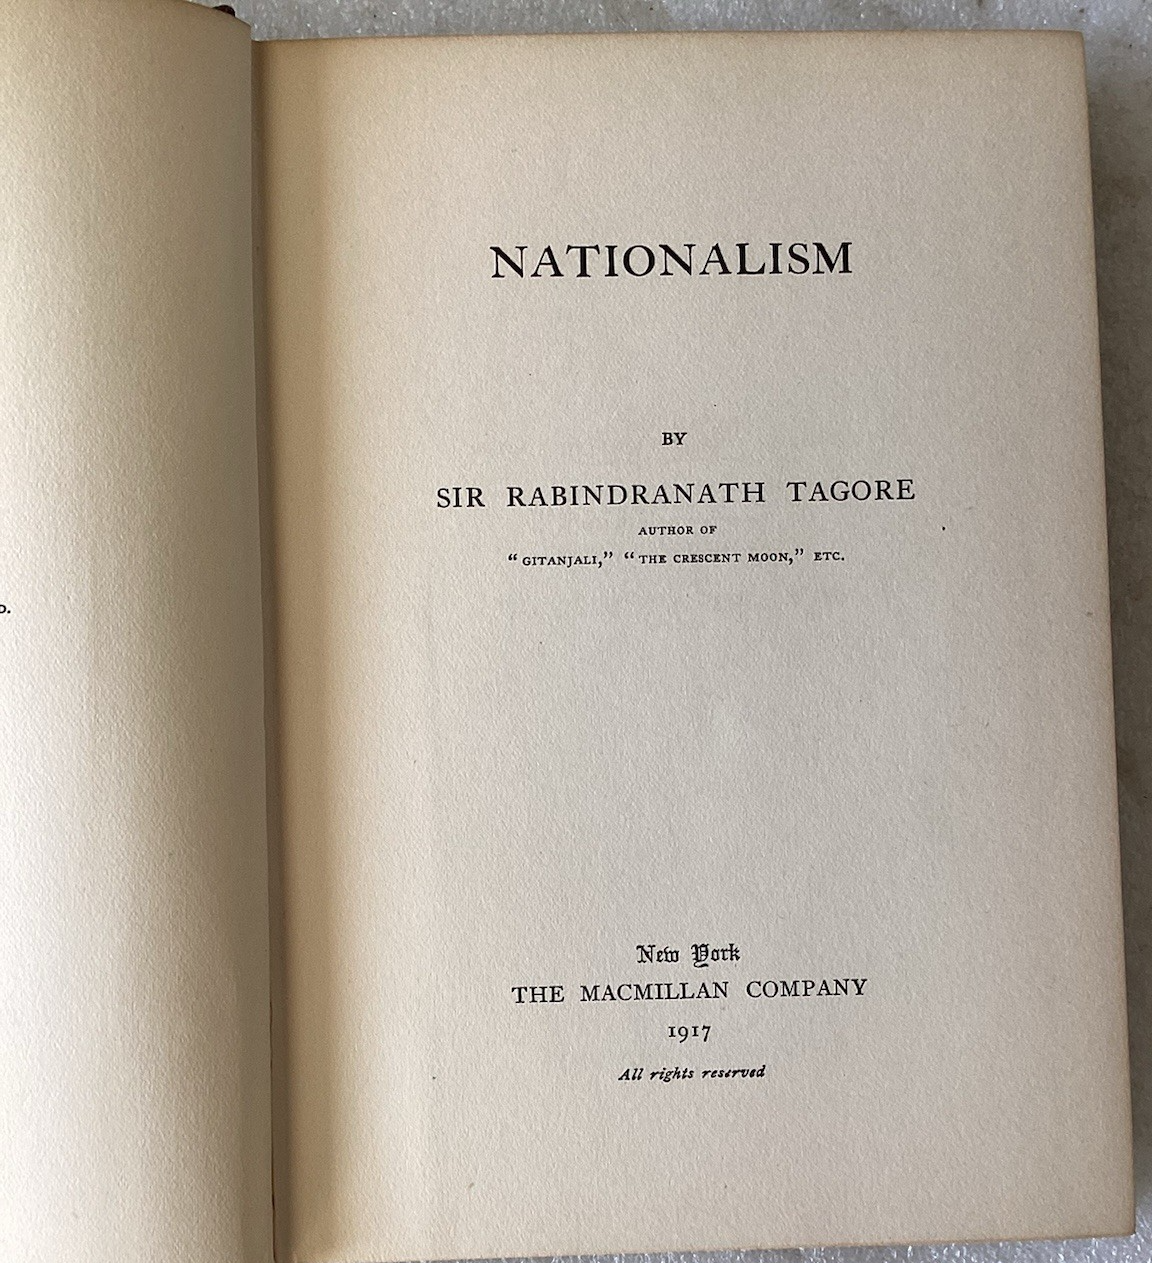 NATIONALISM
BY
SIR RABINDRANATH TAGORE
AUTHOR OF
“GITANJALI,” “THE CRESCENT MOON,” ETC.
New York
THE MACMILLAN COMPANY
1917
All rights reserved